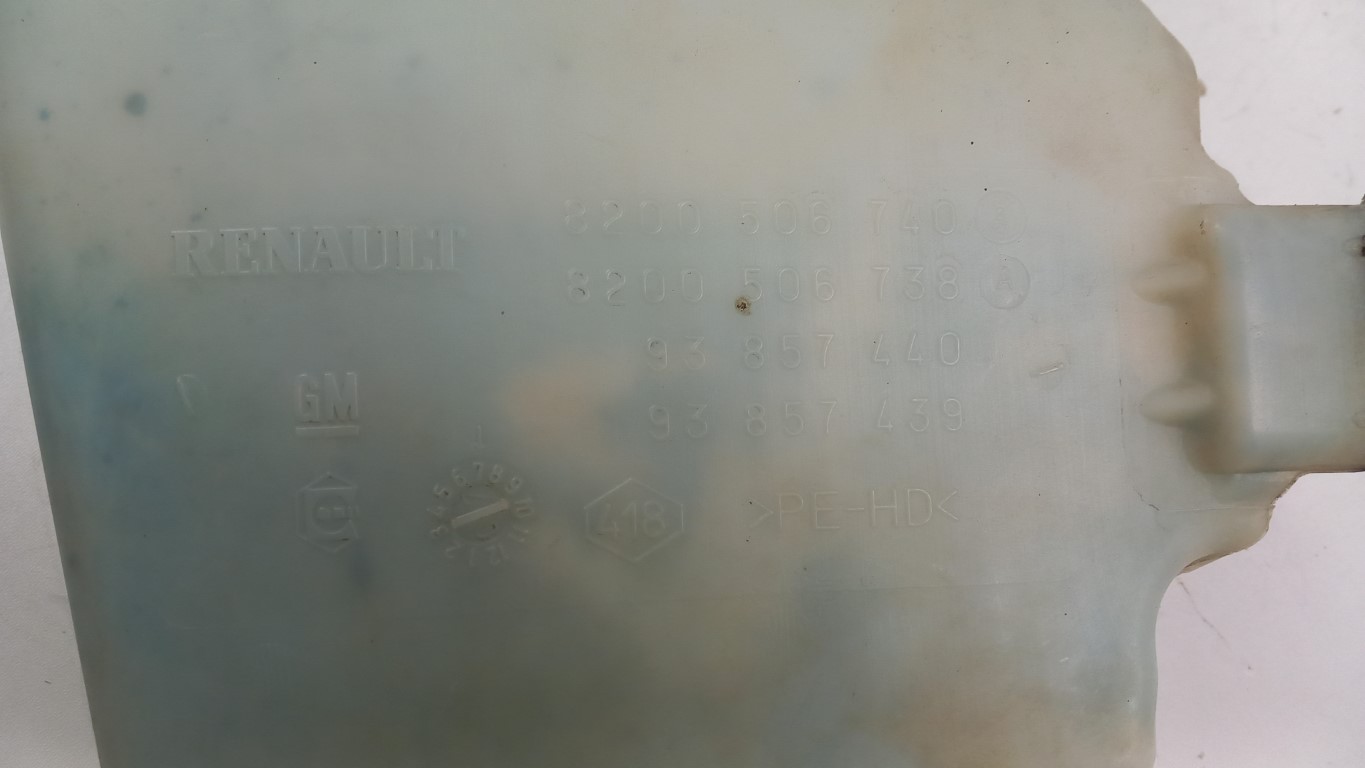 RENAULT
8200 506 740
8200 506 738 A
93 857 440
93 857 439
GM
418
>PE-HD<